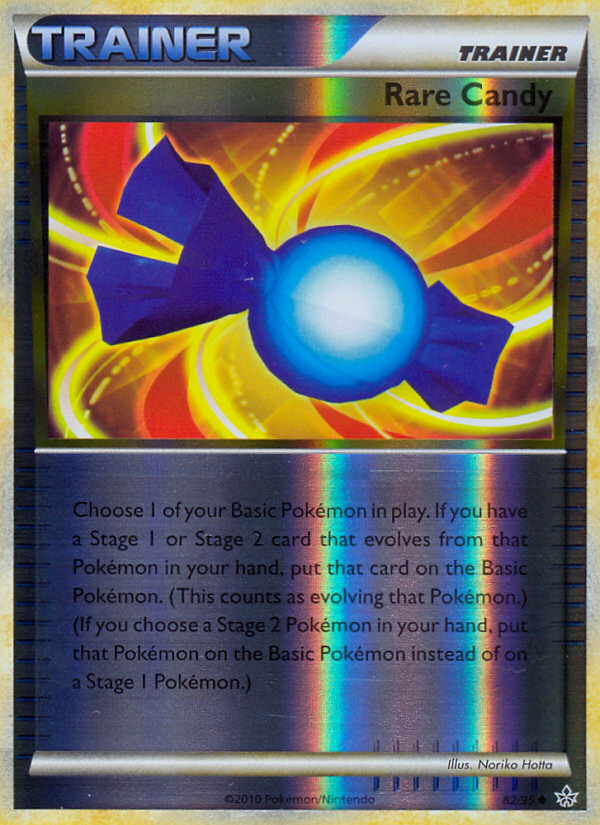 TRAINER
TRAINER
Rare Candy
Choose 1 of your Basic Pokémon in play. If you have
a Stage 1 or Stage 2 card that evolves from that
Pokémon in your hand, put that card on the Basic
Pokémon. (This counts as evolving that Pokémon.)
(If you choose a Stage 2 Pokémon in your hand, put
that Pokémon on the Basic Pokémon instead of on
a Stage 1 Pokémon.)
Illus. Noriko Hotta
©2010 Pokémon/Nintendo
82/95